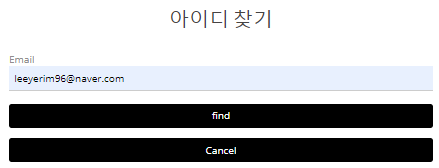 아이디 찾기
Email
leeyerim96@naver.com
find
Cancel